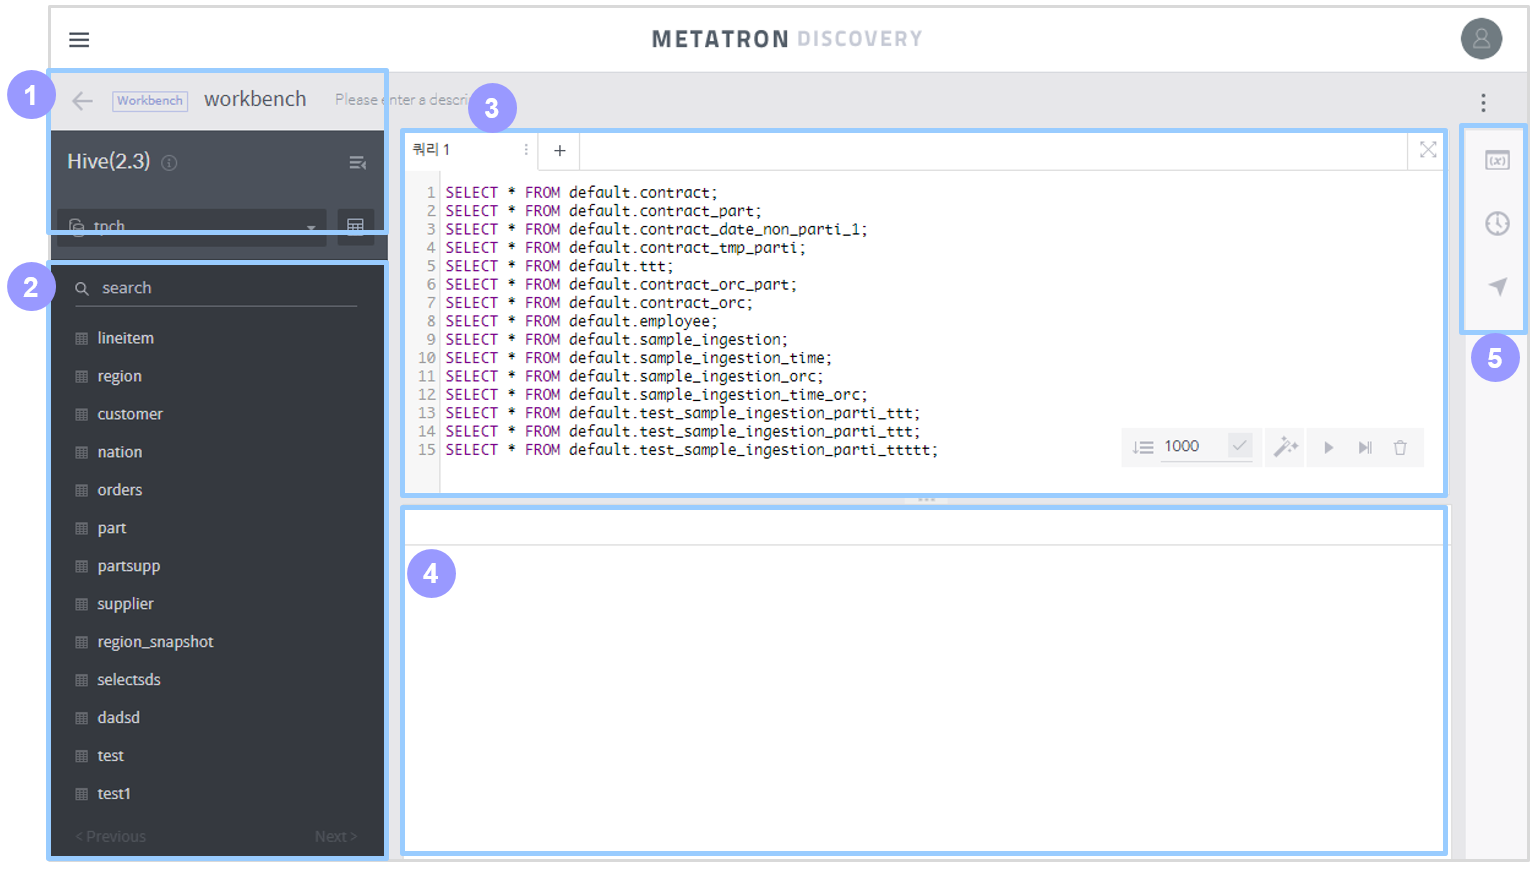 METATRON DISCOVERY
1
Workbench
workbench
Please enter a descri
3
Hive(2.3)
tpch
2
search
lineitem
region
customer
nation
orders
part
partsupp
supplier
region_snapshot
selectsds
dadsd
test
test1
< Previous
Next >
쿼리 1
+
1 SELECT * FROM default.contract;
2 SELECT * FROM default.contract_part;
3 SELECT * FROM default.contract_date_non_parti_1;
4 SELECT * FROM default.contract_tmp_parti;
5 SELECT * FROM default.ttt;
6 SELECT * FROM default.contract_orc_part;
7 SELECT * FROM default.contract_orc;
8 SELECT * FROM default.employee;
9 SELECT * FROM default.sample_ingestion;
10 SELECT * FROM default.sample_ingestion_time;
11 SELECT * FROM default.sample_ingestion_orc;
12 SELECT * FROM default.sample_ingestion_time_orc;
13 SELECT * FROM default.test_sample_ingestion_parti_ttt;
14 SELECT * FROM default.test_sample_ingestion_parti_ttt;
15 SELECT * FROM default.test_sample_ingestion_parti_ttttt;
1000
4
(x)
5